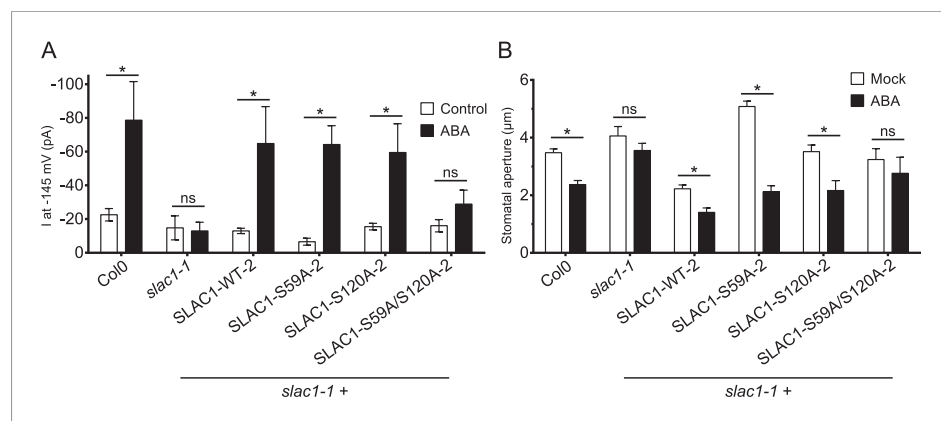 A
I at -145 mV (pA)
-100
-80
-60
-40
-20
0
*
ns
*
*
*
ns
Control
ABA
Col0
slac1-1
SLAC1-WT-2
SLAC1-S59A-2
SLAC1-S120A-2
SLAC1-S59A/S120A-2
slac1-1 +
B
Stomatal aperture (μm)
6
4
2
0
*
ns
*
*
*
ns
Mock
ABA
Col0
slac1-1
SLAC1-WT-2
SLAC1-S59A-2
SLAC1-S120A-2
SLAC1-S59A/S120A-2
slac1-1 +